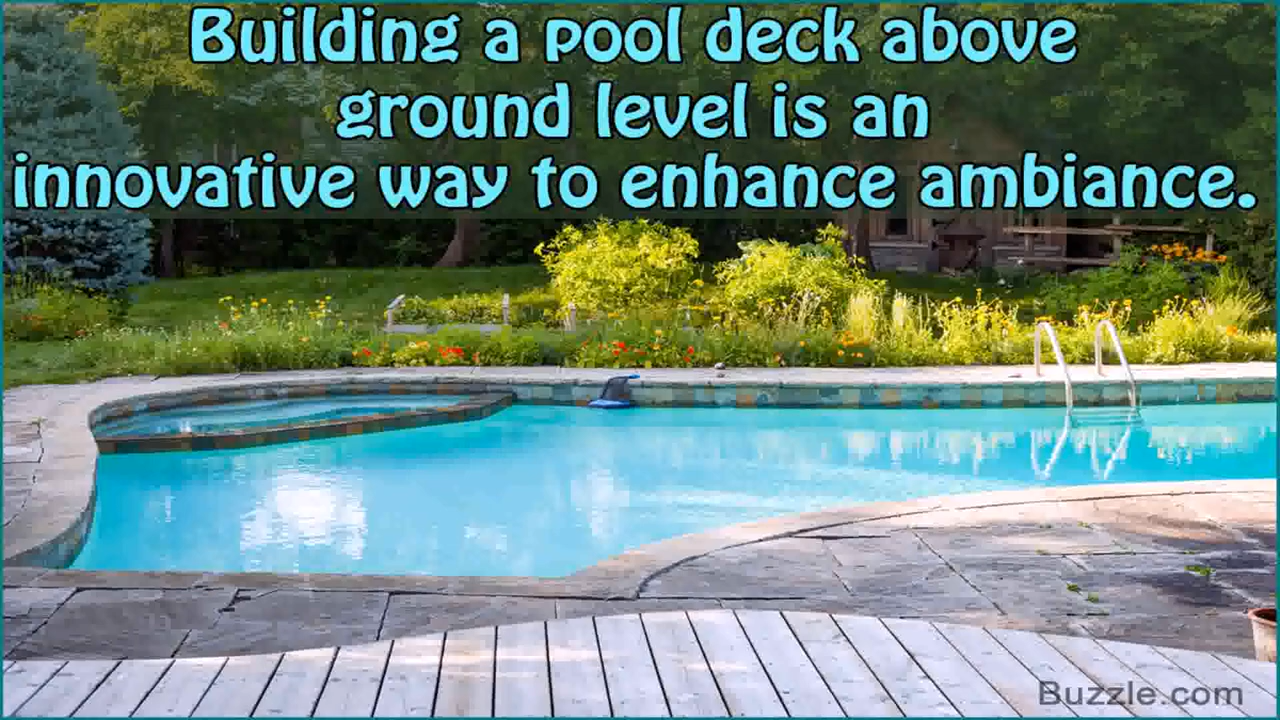 Building a pool deck above
ground level is an
innovative way to enhance ambiance.
Buzzle.com